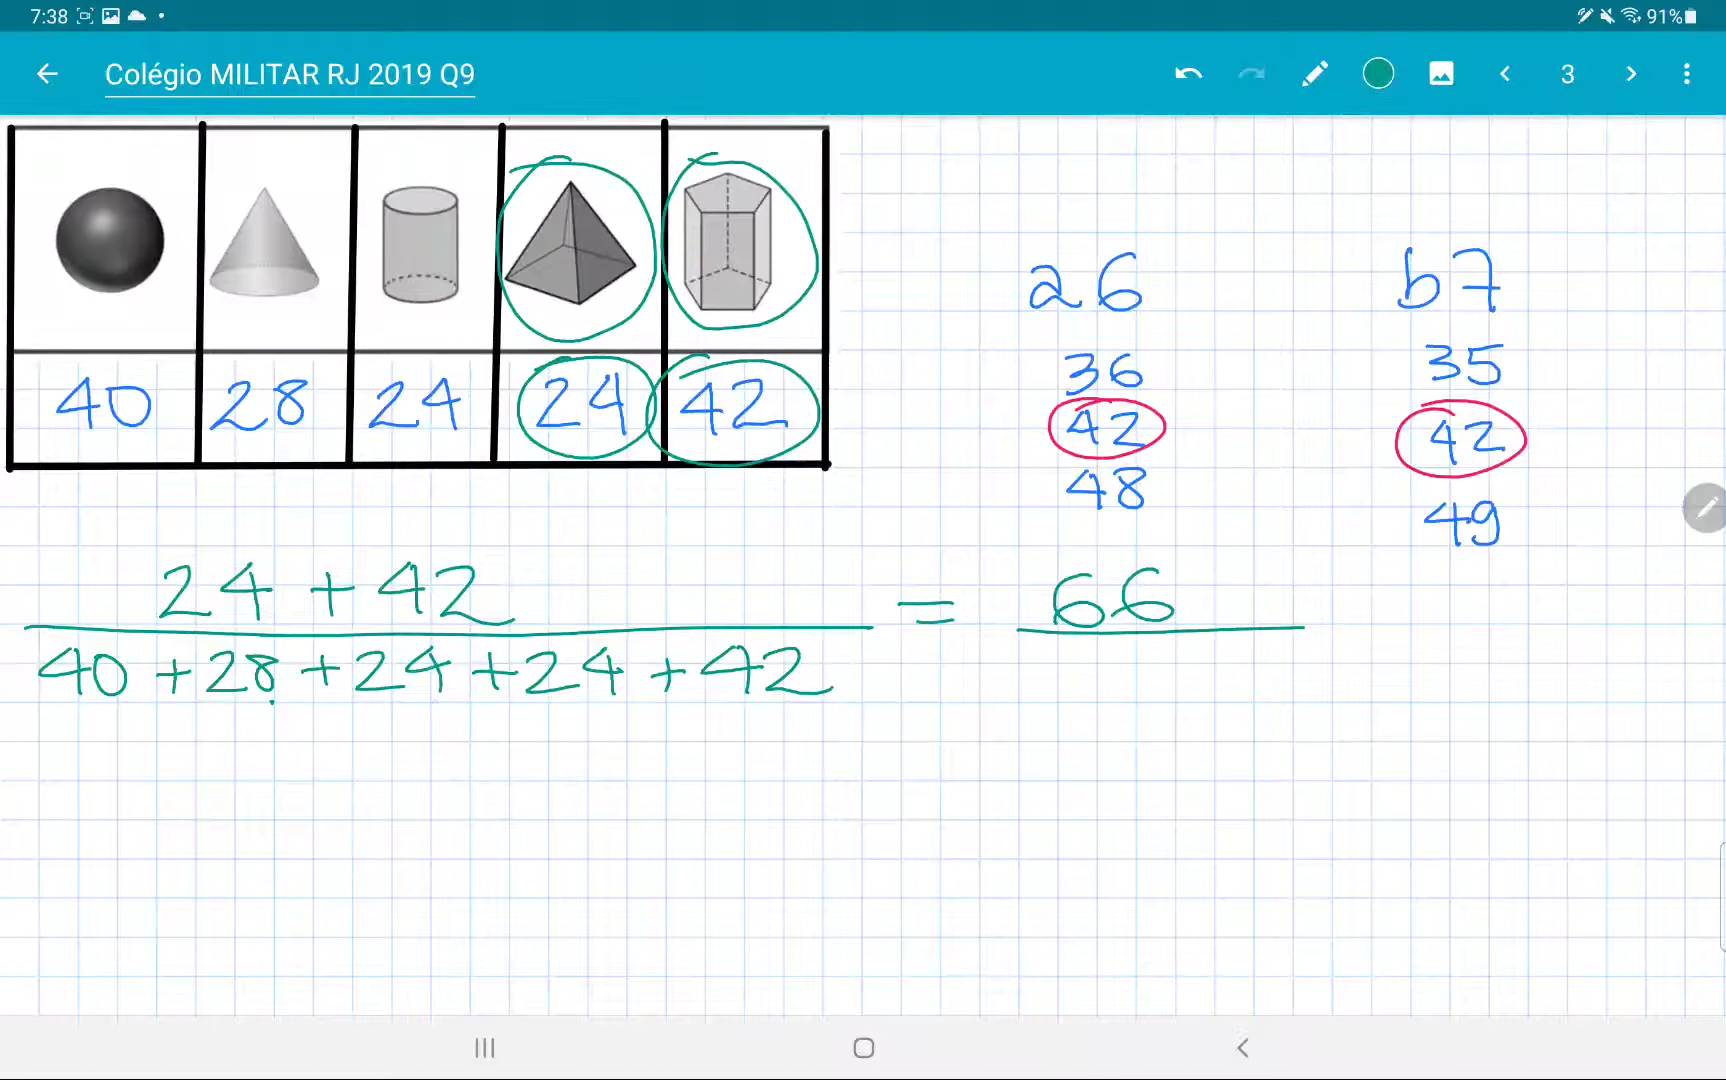 7:38 91%
Colégio MILITAR RJ 2019 Q9 3
40 28 24 24 42
a6
36
42
48
b7
35
42
49
24 + 42 = 66
40 + 28 + 24 + 24 + 42